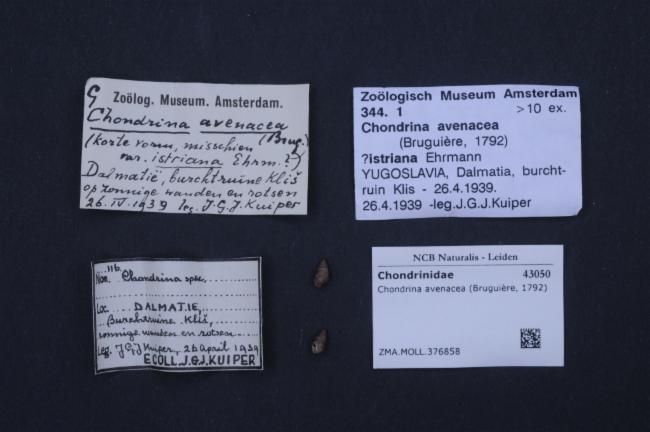 G Zoölog. Museum. Amsterdam.
Chondrina avenacea
(Brug.)
(korte vorm, misschien
var. istriana Ehrm.?)
Dalmatië, burchtruine Kliš
op zonnige wanden en rotsen
26.IV.1939 leg. J.G.J. Kuiper
Zoölogisch Museum Amsterdam
344. 1 >10 ex.
Chondrina avenacea
(Bruguière, 1792)
?istriana Ehrmann
YUGOSLAVIA, Dalmatia, burcht-
ruin Klis - 26.4.1939.
26.4.1939 -leg.J.G.J.Kuiper
116.
Nom. Chondrina spec.
Loc. DALMATIE,
Burchtruine Kliš,
zonnige wanden en rotsen
Leg. J.G.J. Kuiper, 26 April 1939
E COLL. J.G.J. KUIPER
NCB Naturalis - Leiden
Chondrinidae 43050
Chondrina avenacea (Bruguière, 1792)
ZMA.MOLL.376858